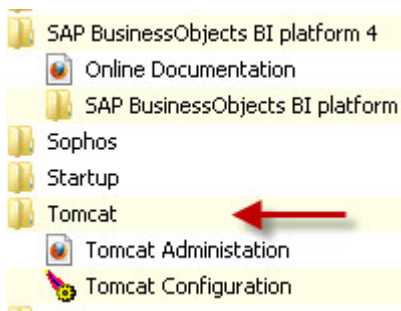 SAP BusinessObjects BI platform 4
Online Documentation
SAP BusinessObjects BI platform
Sophos
Startup
Tomcat
Tomcat Administation
Tomcat Configuration